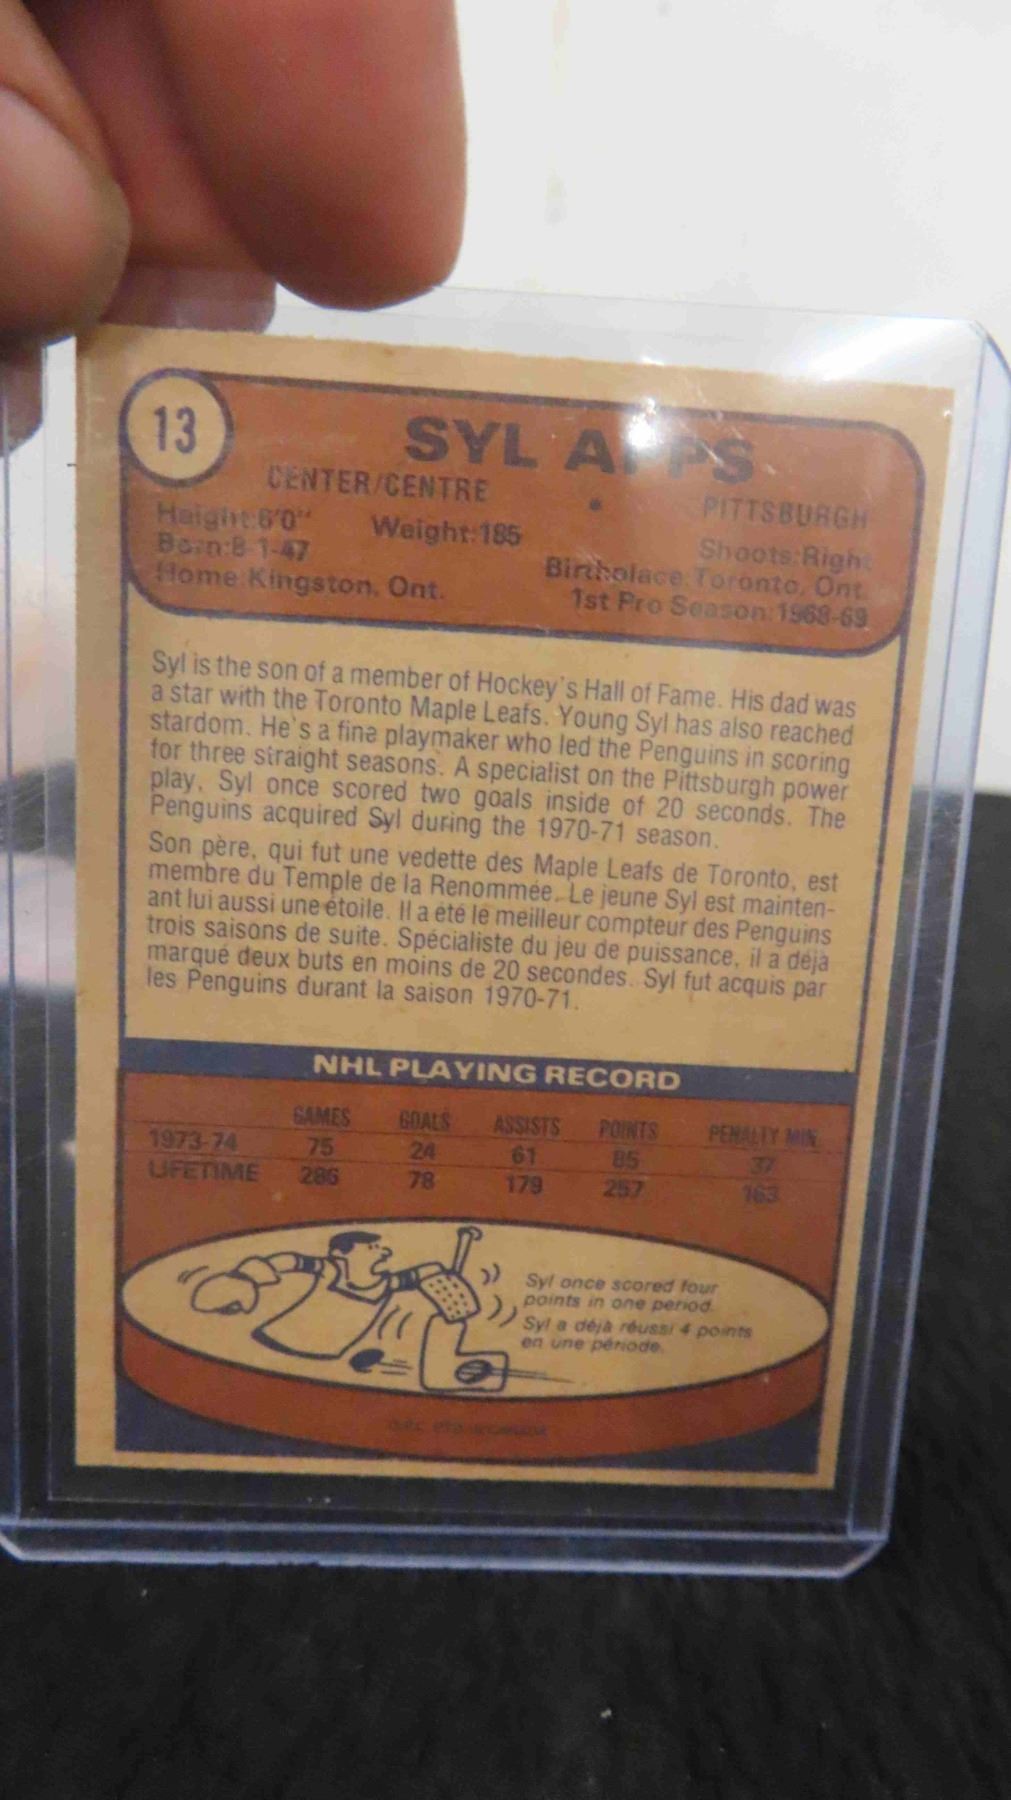 13
SYL APPS
CENTER/CENTRE • PITTSBURGH
Height:6'0" Weight:185 Shoots:Right
Born:8-1-47 Birthplace:Toronto, Ont.
Home:Kingston, Ont. 1st Pro Season:1968-69
Syl is the son of a member of Hockey's Hall of Fame. His dad was
a star with the Toronto Maple Leafs. Young Syl has also reached
stardom. He's a fine playmaker who led the Penguins in scoring
for three straight seasons. A specialist on the Pittsburgh power
play, Syl once scored two goals inside of 20 seconds. The
Penguins acquired Syl during the 1970-71 season.
Son père, qui fut une vedette des Maple Leafs de Toronto, est
membre du Temple de la Renommée. Le jeune Syl est mainten-
ant lui aussi une étoile. Il a été le meilleur compteur des Penguins
trois saisons de suite. Spécialiste du jeu de puissance, il a déjà
marqué deux buts en moins de 20 secondes. Syl fut acquis par
les Penguins durant la saison 1970-71.
NHL PLAYING RECORD
GAMES GOALS ASSISTS POINTS PENALTY MIN.
1973-74 75 24 61 85 37
LIFETIME 286 78 179 257 163
Syl once scored four
points in one period.
Syl a déjà réussi 4 points
en une période.
O.P.C. PTD. IN CANADA